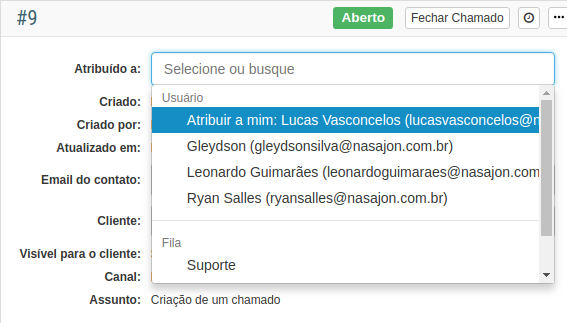 #9
Aberto
Fechar Chamado
Atribuído a:
Selecione ou busque
Usuário
Atribuir a mim: Lucas Vasconcelos (lucasvasconcelos@n
Gleydson (gleydsonsilva@nasajon.com.br)
Leonardo Guimarães (leonardoguimaraes@nasajon.com
Ryan Salles (ryansalles@nasajon.com.br)
Fila
Suporte
Criado:
Criado por:
Atualizado em:
Email do contato:
Cliente:
Visível para o cliente:
Canal:
Assunto: Criação de um chamado